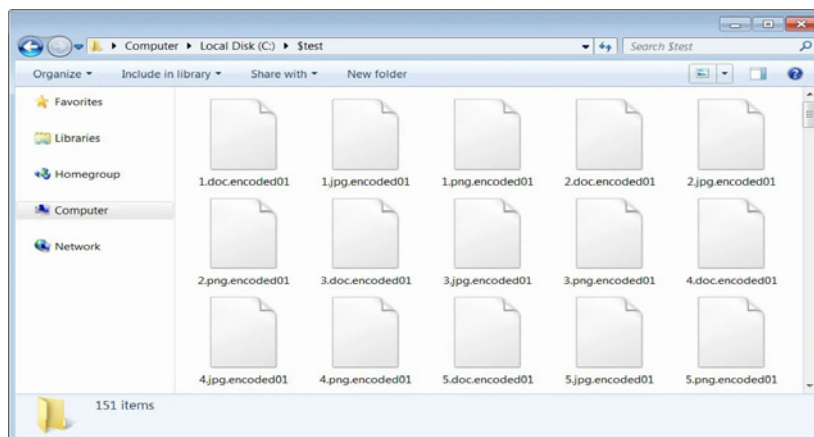 Computer Local Disk (C:) $test Search $test
Organize Include in library Share with New folder
Favorites
Libraries
Homegroup
Computer
Network
1.doc.encoded01 1.jpg.encoded01 1.png.encoded01 2.doc.encoded01 2.jpg.encoded01
2.png.encoded01 3.doc.encoded01 3.jpg.encoded01 3.png.encoded01 4.doc.encoded01
4.jpg.encoded01 4.png.encoded01 5.doc.encoded01 5.jpg.encoded01 5.png.encoded01
151 items